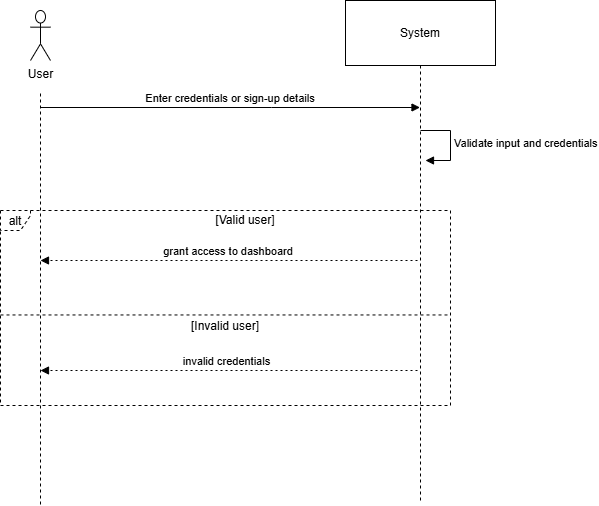 System
User
Enter credentials or sign-up details
Validate input and credentials
alt
[Valid user]
grant access to dashboard
[Invalid user]
invalid credentials